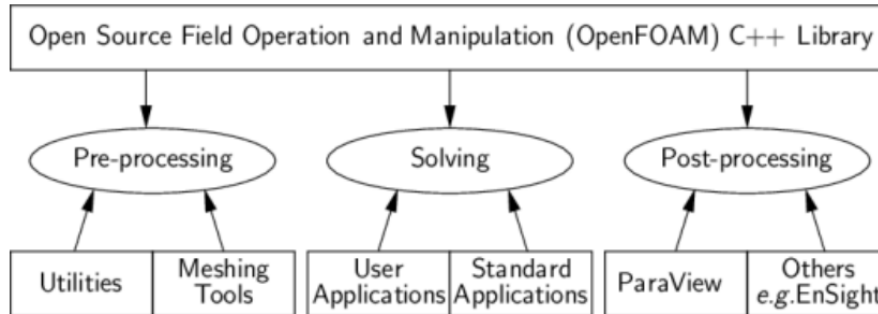 Open Source Field Operation and Manipulation (OpenFOAM) C++ Library
Pre-processing
Solving
Post-processing
Utilities
Meshing
Tools
User
Applications
Standard
Applications
ParaView
Others
e.g.EnSight